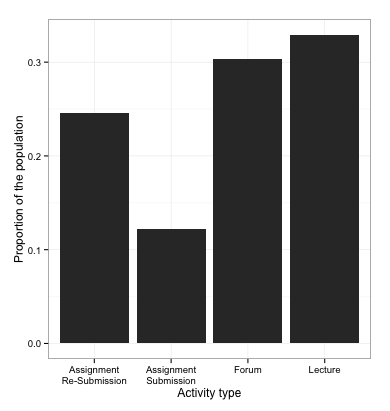 Proportion of the population
0.3
0.2
0.1
0.0
Assignment
Re-Submission
Assignment
Submission
Forum
Lecture
Activity type